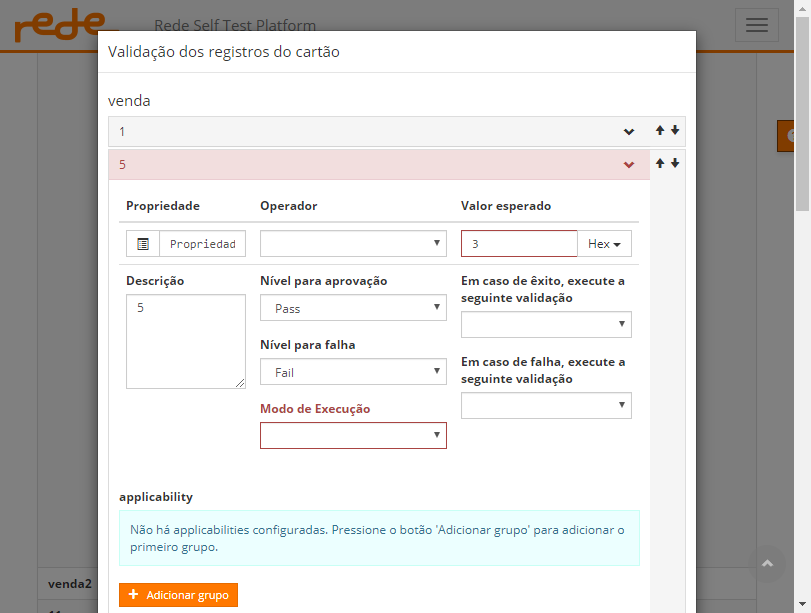 rede
Rede Self Test Platform
Validação dos registros do cartão
venda
1
5
Propriedade Operador Valor esperado
Propriedad 3 Hex
Descrição Nível para aprovação Em caso de êxito, execute a
seguinte validação
5 Pass
Nível para falha Em caso de falha, execute a
seguinte validação
Fail
Modo de Execução
applicability
Não há applicabilities configuradas. Pressione o botão 'Adicionar grupo' para adicionar o
primeiro grupo.
venda2
+ Adicionar grupo